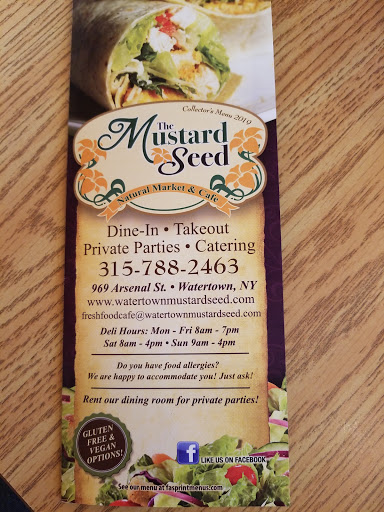 Collector's Menu 2019
The
Mustard
Seed
Natural Market & Cafe
Dine-In • Takeout
Private Parties • Catering
315-788-2463
969 Arsenal St. • Watertown, NY
www.watertownmustardseed.com
freshfoodcafe@watertownmustardseed.com
Deli Hours: Mon - Fri 8am - 7pm
Sat 8am - 4pm • Sun 9am - 4pm
Do you have food allergies?
We are happy to accommodate you! Just ask!
Rent our dining room for private parties!
GLUTEN
FREE &
VEGAN
OPTIONS!
f LIKE US ON FACEBOOK
See our menu at fasprintmenus.com